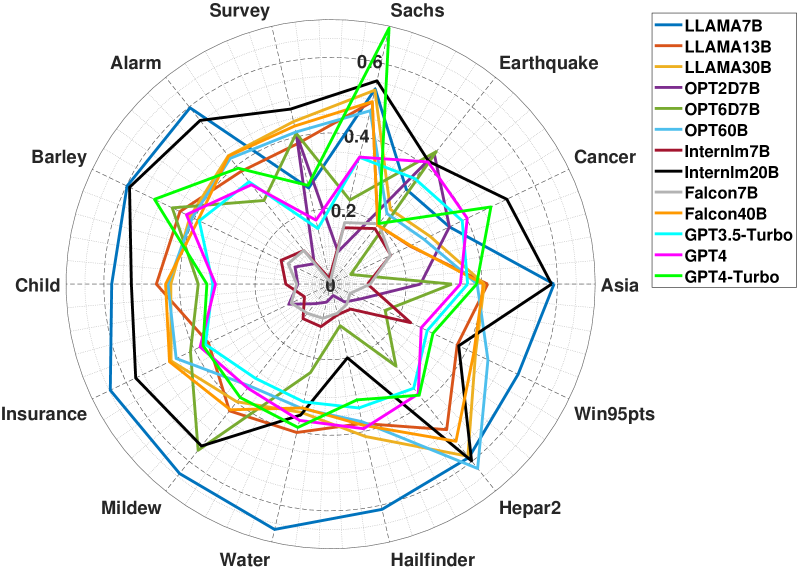 Survey
Sachs
Alarm
Earthquake
Barley
Cancer
Child
Asia
Insurance
Win95pts
Mildew
Hepar2
Water
Hailfinder
0.6
0.4
0.2
0
LLAMA7B
LLAMA13B
LLAMA30B
OPT2D7B
OPT6D7B
OPT60B
Internlm7B
Internlm20B
Falcon7B
Falcon40B
GPT3.5-Turbo
GPT4
GPT4-Turbo